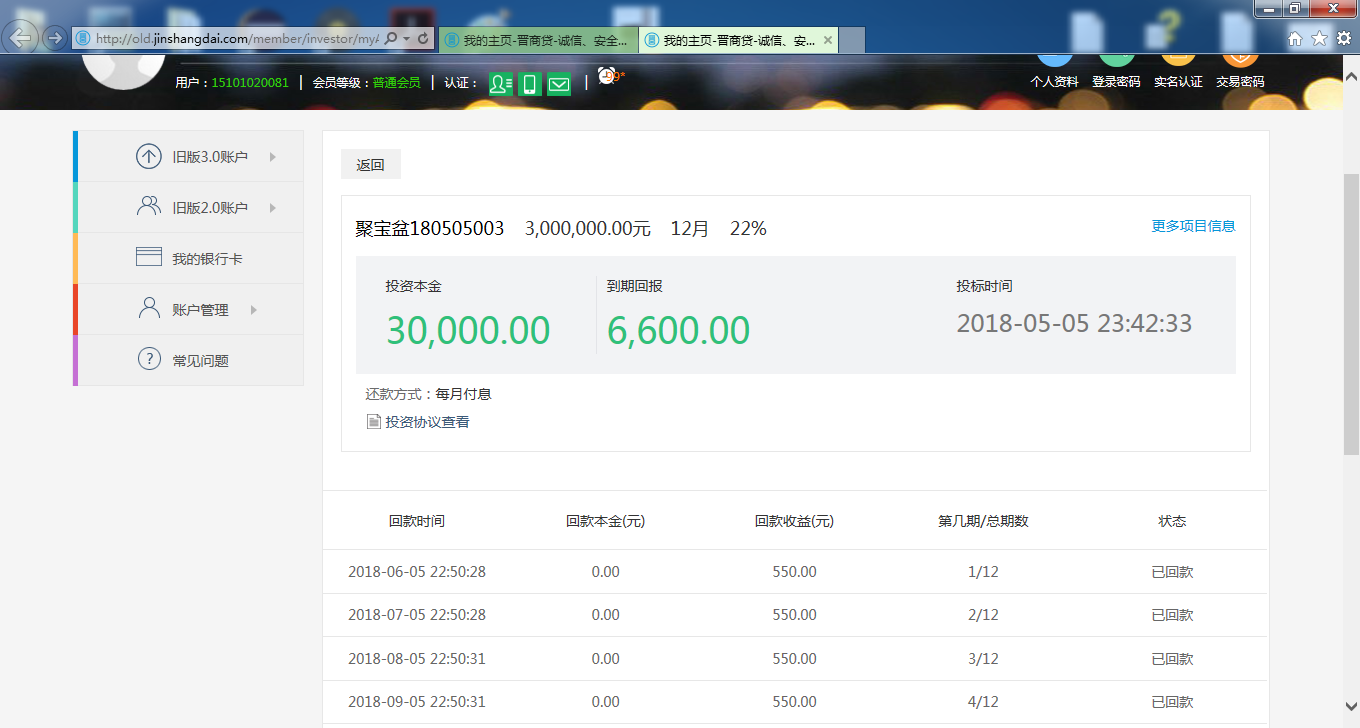 http://old.jinshangdai.com/member/investor/my
我的主页-晋商贷-诚信、安全...
我的主页-晋商贷-诚信、安...
用户：15101020081 | 会员等级：普通会员 | 认证： |
个人资料 登录密码 实名认证 交易密码
旧版3.0账户
旧版2.0账户
我的银行卡
账户管理
常见问题
返回
聚宝盆180505003 3,000,000.00元 12月 22% 更多项目信息
投资本金 到期回报 投标时间
30,000.00 6,600.00 2018-05-05 23:42:33
还款方式：每月付息
投资协议查看
回款时间 回款本金(元) 回款收益(元) 第几期/总期数 状态
2018-06-05 22:50:28 0.00 550.00 1/12 已回款
2018-07-05 22:50:28 0.00 550.00 2/12 已回款
2018-08-05 22:50:31 0.00 550.00 3/12 已回款
2018-09-05 22:50:31 0.00 550.00 4/12 已回款